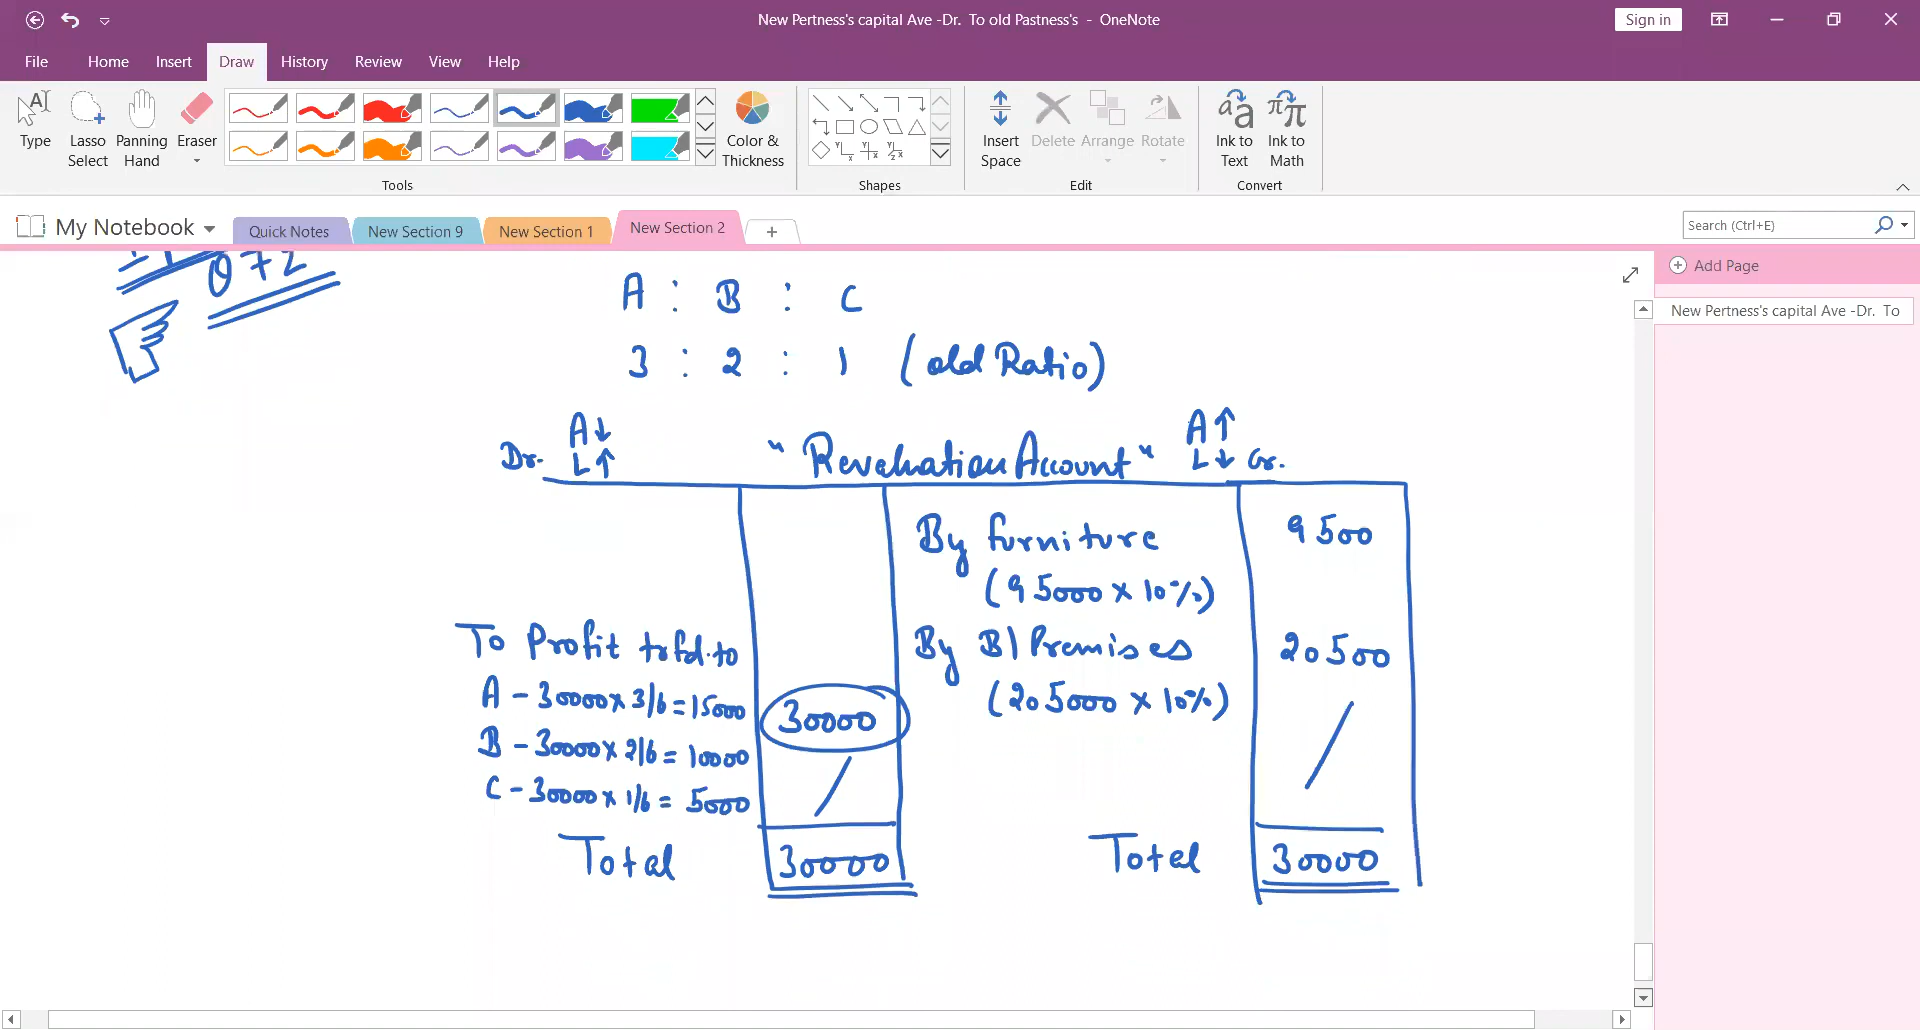 New Pertness's capital Ave -Dr. To old Pastness's - OneNote
Sign in
File Home Insert Draw History Review View Help
Type
Lasso Select
Panning Hand
Eraser
Color & Thickness
Insert Space
Delete
Arrange
Rotate
Ink to Text
Ink to Math
Tools
Shapes
Edit
Convert
My Notebook
Quick Notes
New Section 9
New Section 1
New Section 2
+
Search (Ctrl+E)
Add Page
New Pertness's capital Ave -Dr. To
A : B : C
3 : 2 : 1 (old Ratio)
Dr. A↓ L↑
"Revaluation Account"
A↑ L↓ Cr.
By furniture 9500
(95000 × 10%)
To Profit trfd. to
By B/Premises 20500
A - 30000 × 3/6 = 15000
30000
(205000 × 10%)
B - 30000 × 2/6 = 10000
C - 30000 × 1/6 = 5000
Total 30000
Total 30000